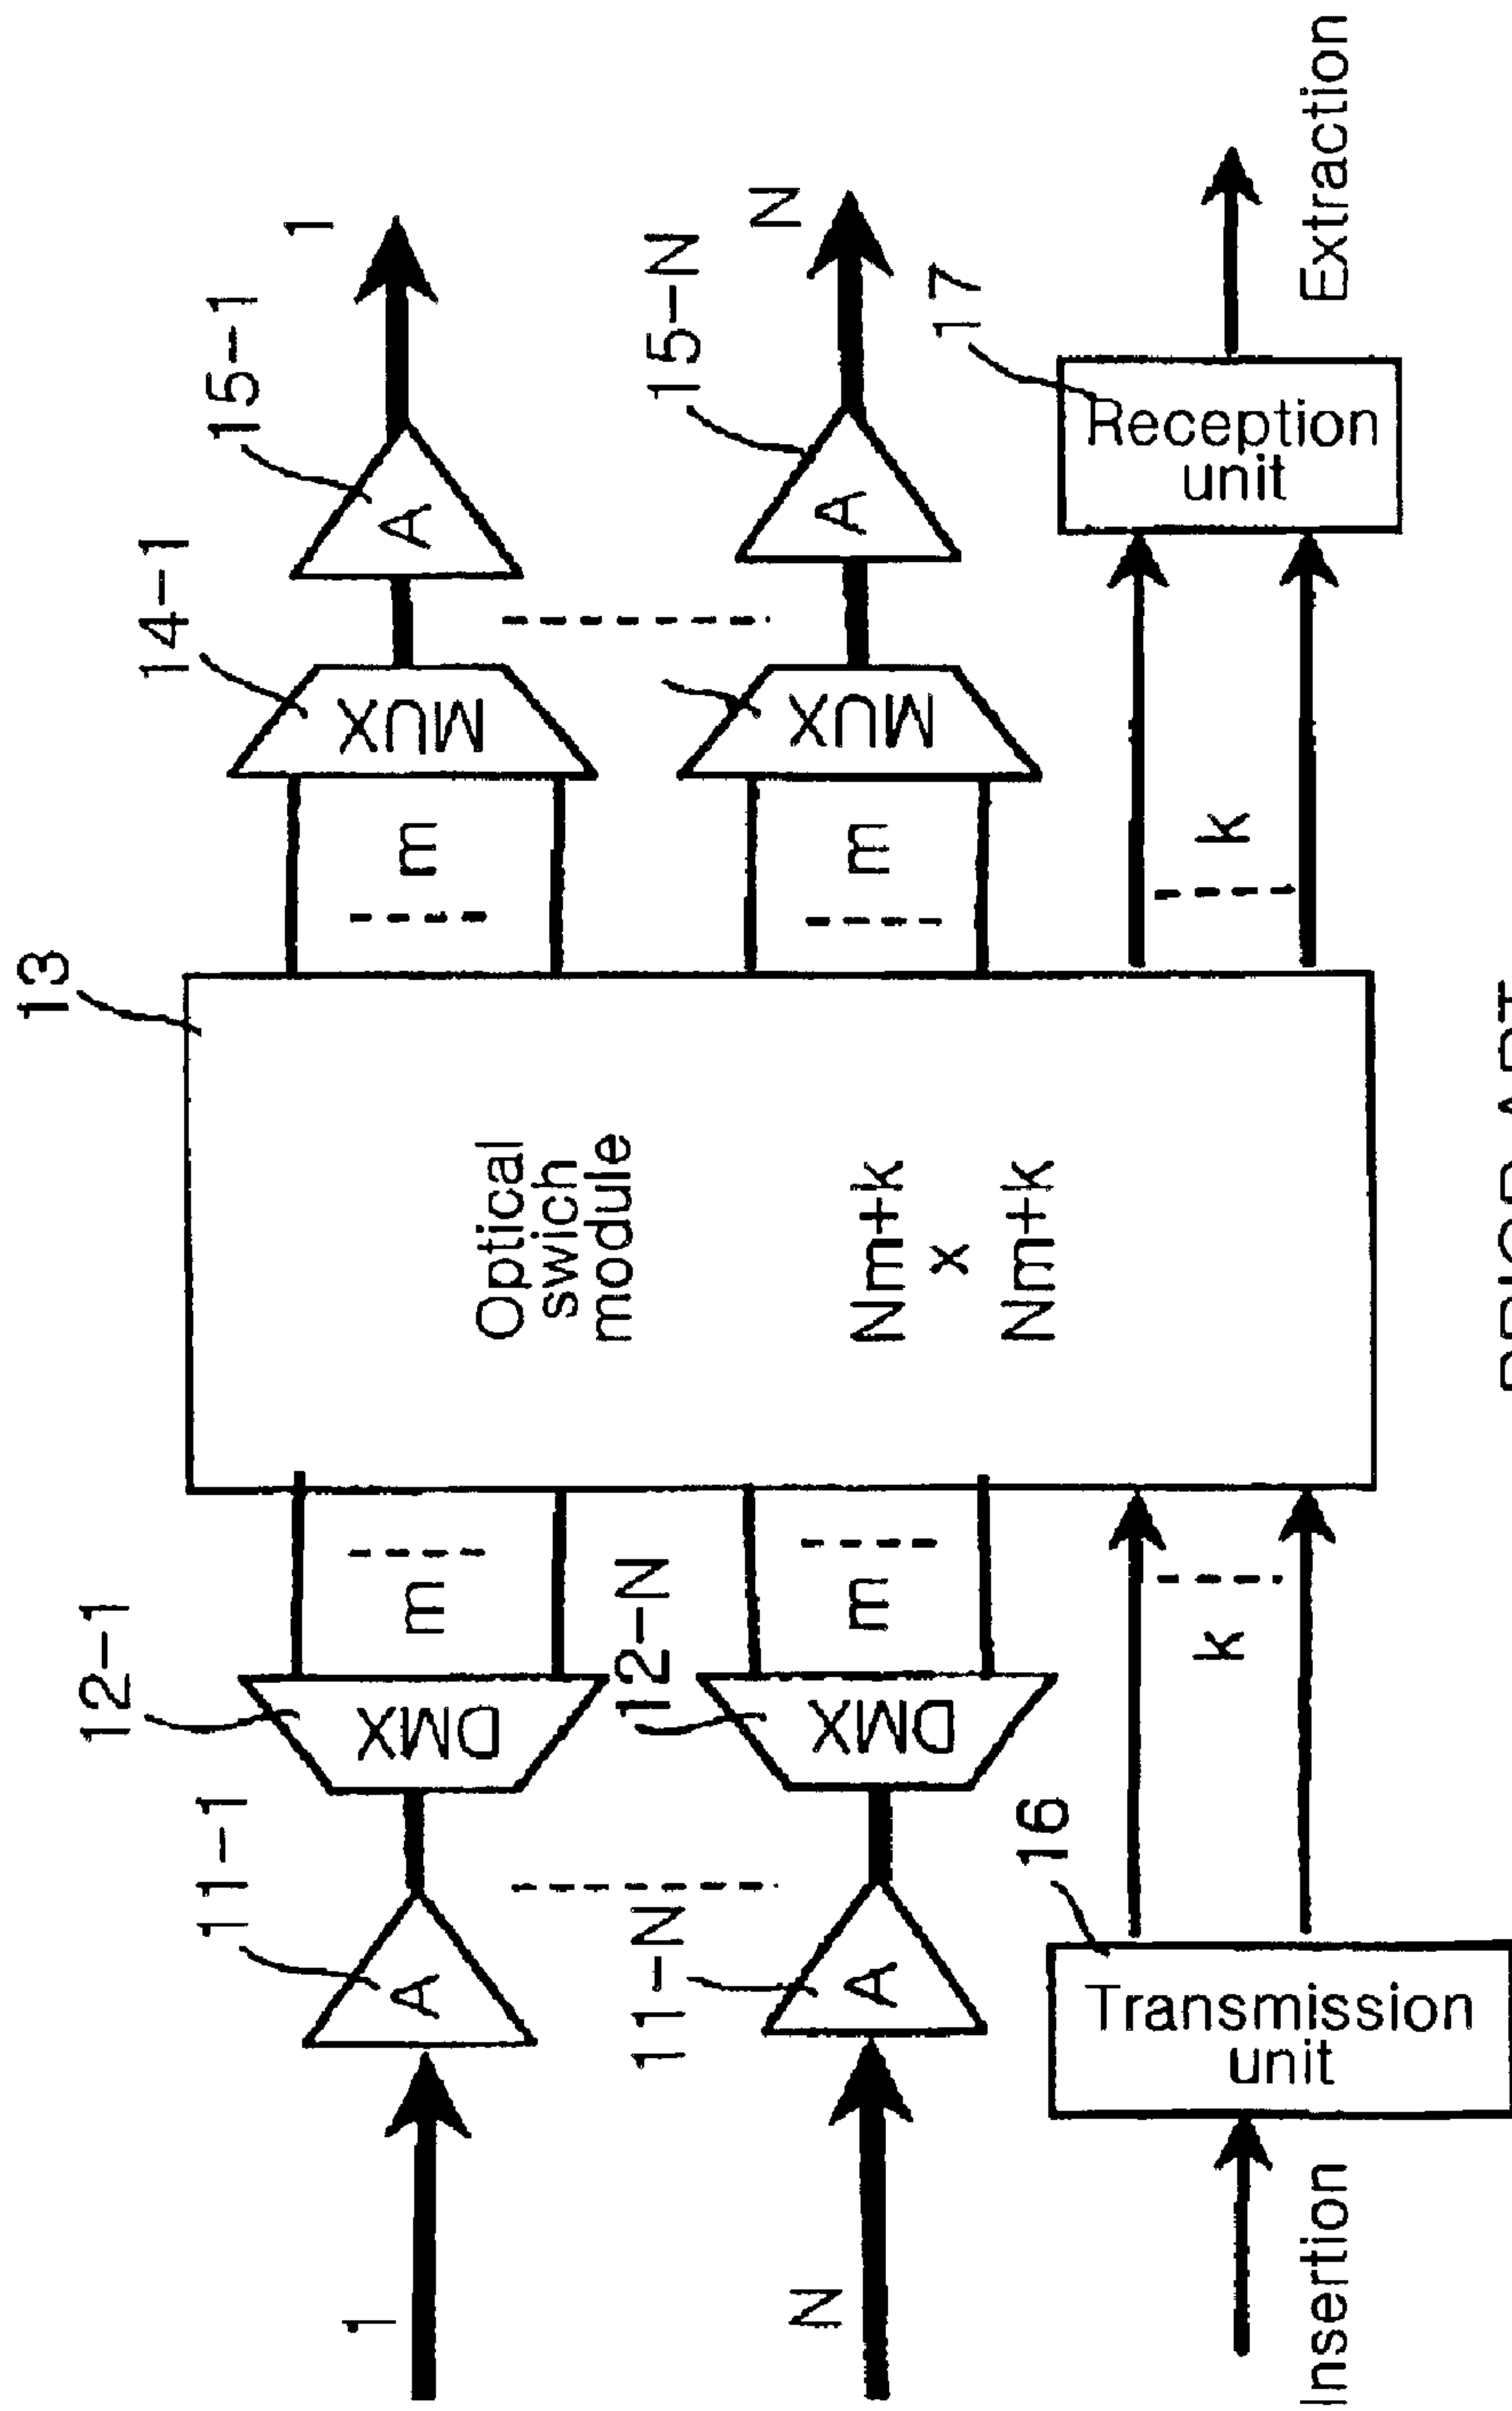 13
12-1
14-1
11-1
15-1
1
A
DMX
m
m
MUX
A
1
12-N
11-N
15-N
N
A
DMX
m
m
MUX
A
N
Optical
swich
module
Nm+k
x
Nm+k
16
17
k
k
Transmission
unit
Reception
unit
Insertion
Extraction